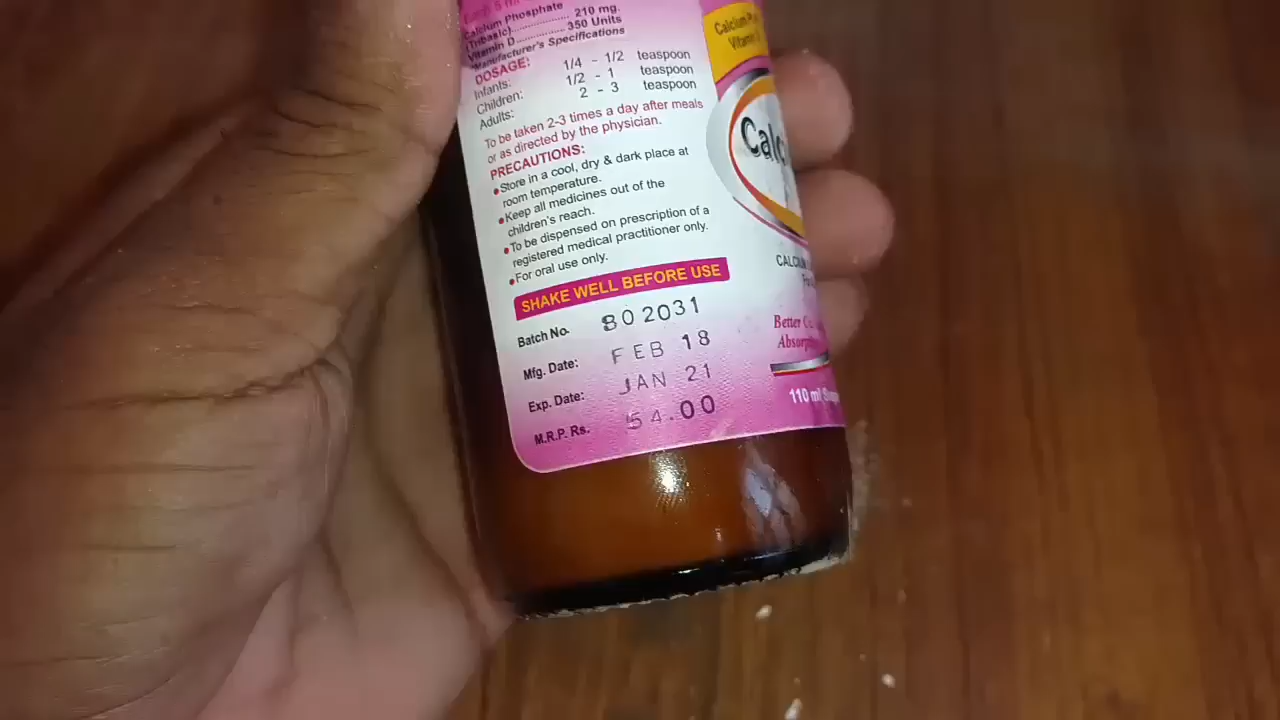 Calcium Phosphate
(Tribasic)................. 210 mg.
Vitamin D............. 350 Units
*Manufacturer's Specifications
DOSAGE:
Infants: 1/4 - 1/2 teaspoon
Children: 1/2 - 1 teaspoon
Adults: 2 - 3 teaspoon
To be taken 2-3 times a day after meals
or as directed by the physician.
PRECAUTIONS:
•Store in a cool, dry & dark place at
room temperature.
•Keep all medicines out of the
children's reach.
•To be dispensed on prescription of a
registered medical practitioner only.
•For oral use only.
SHAKE WELL BEFORE USE
Batch No. 802031
Mfg. Date: FEB 18
Exp. Date: JAN 21
M.R.P. Rs. 54.00
Calcium
Vitamin
Better
110 ml